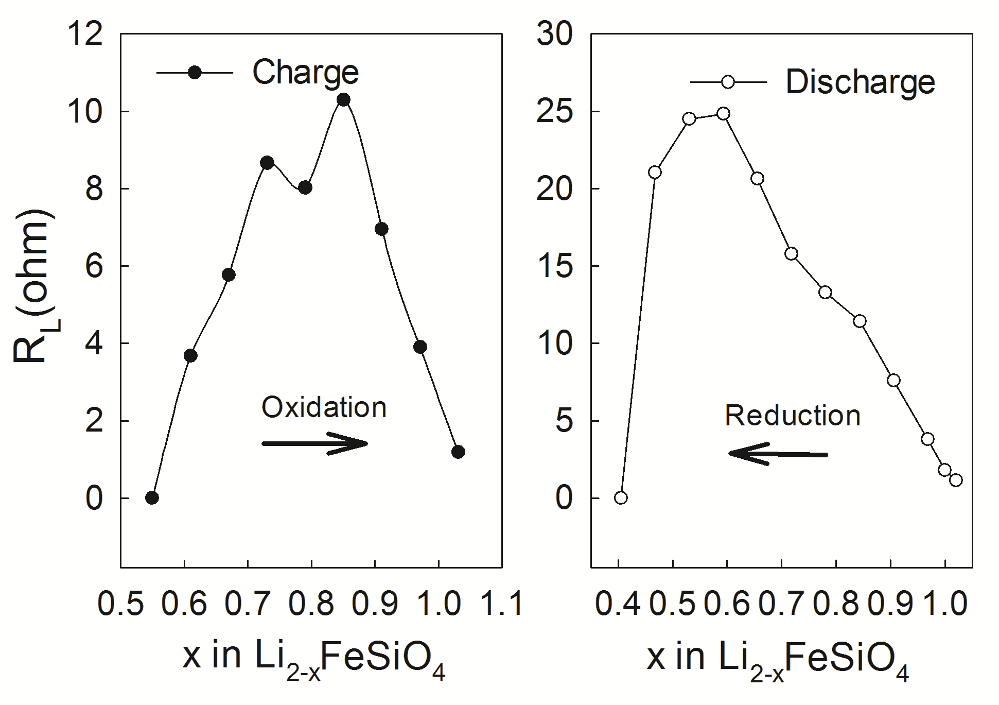 12
10
8
6
4
2
0
R_L(ohm)
Charge
Oxidation
0.5 0.6 0.7 0.8 0.9 1.0 1.1
x in Li₂₋ₓFeSiO₄
30
25
20
15
10
5
0
Discharge
Reduction
0.4 0.5 0.6 0.7 0.8 0.9 1.0
x in Li₂₋ₓFeSiO₄